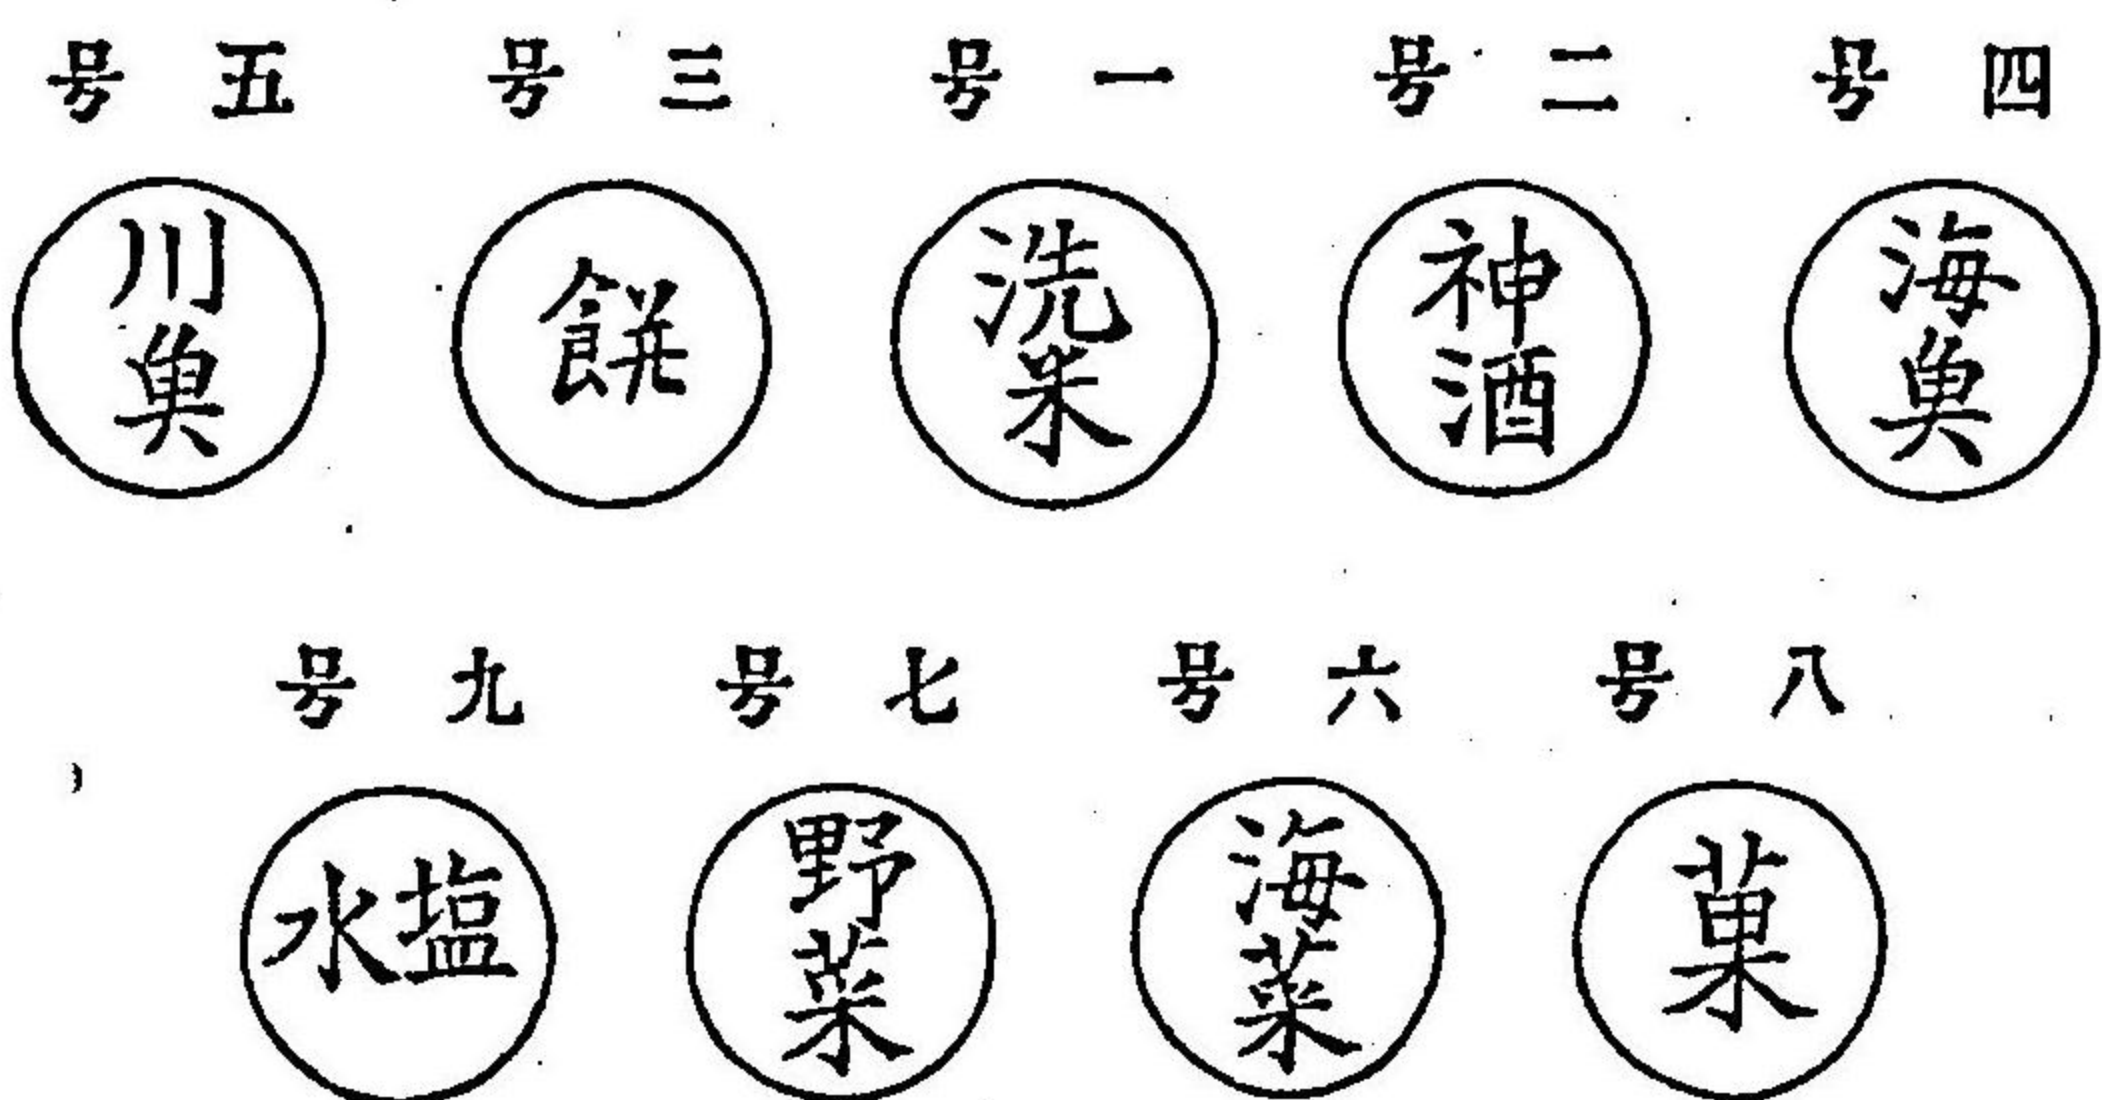 四号 二号 一号 三号 五号
海魚 神酒 洗米 餅 川魚
八号 六号 七号 九号
菓 海菜 野菜 塩水